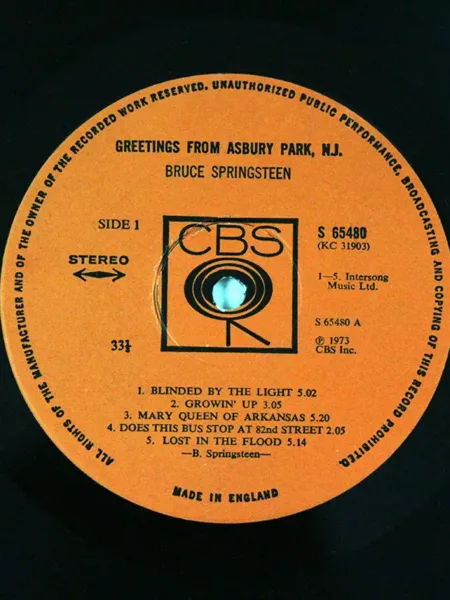 ALL RIGHTS OF THE MANUFACTURER AND OF THE OWNER OF THE RECORDED WORK RESERVED. UNAUTHORIZED PUBLIC PERFORMANCE, BROADCASTING AND COPYING OF THIS RECORD PROHIBITED.
GREETINGS FROM ASBURY PARK, N.J.
BRUCE SPRINGSTEEN
SIDE 1
STEREO
33⅓
CBS
S 65480
(KC 31903)
1—5. Intersong
Music Ltd.
S 65480 A
℗ 1973
CBS Inc.
1. BLINDED BY THE LIGHT 5.02
2. GROWIN' UP 3.05
3. MARY QUEEN OF ARKANSAS 5.20
4. DOES THIS BUS STOP AT 82nd STREET 2.05
5. LOST IN THE FLOOD 5.14
—B. Springsteen—
MADE IN ENGLAND